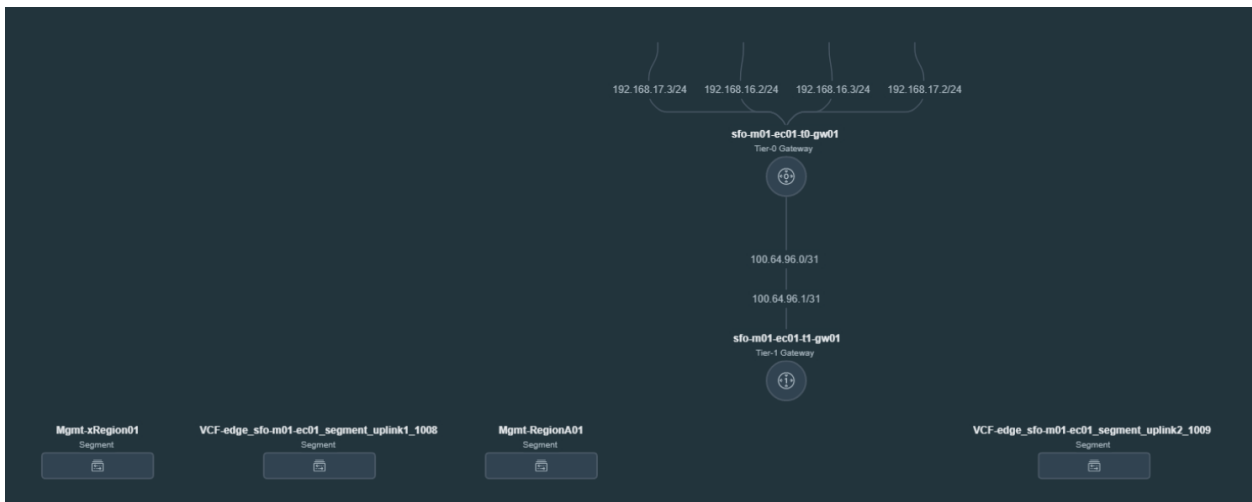 192.168.17.3/24 192.168.16.2/24 192.168.16.3/24 192.168.17.2/24
sfo-m01-ec01-t0-gw01
Tier-0 Gateway
100.64.96.0/31
100.64.96.1/31
sfo-m01-ec01-t1-gw01
Tier-1 Gateway
Mgmt-xRegion01 VCF-edge_sfo-m01-ec01_segment_uplink1_1008 Mgmt-RegionA01 VCF-edge_sfo-m01-ec01_segment_uplink2_1009
Segment Segment Segment Segment